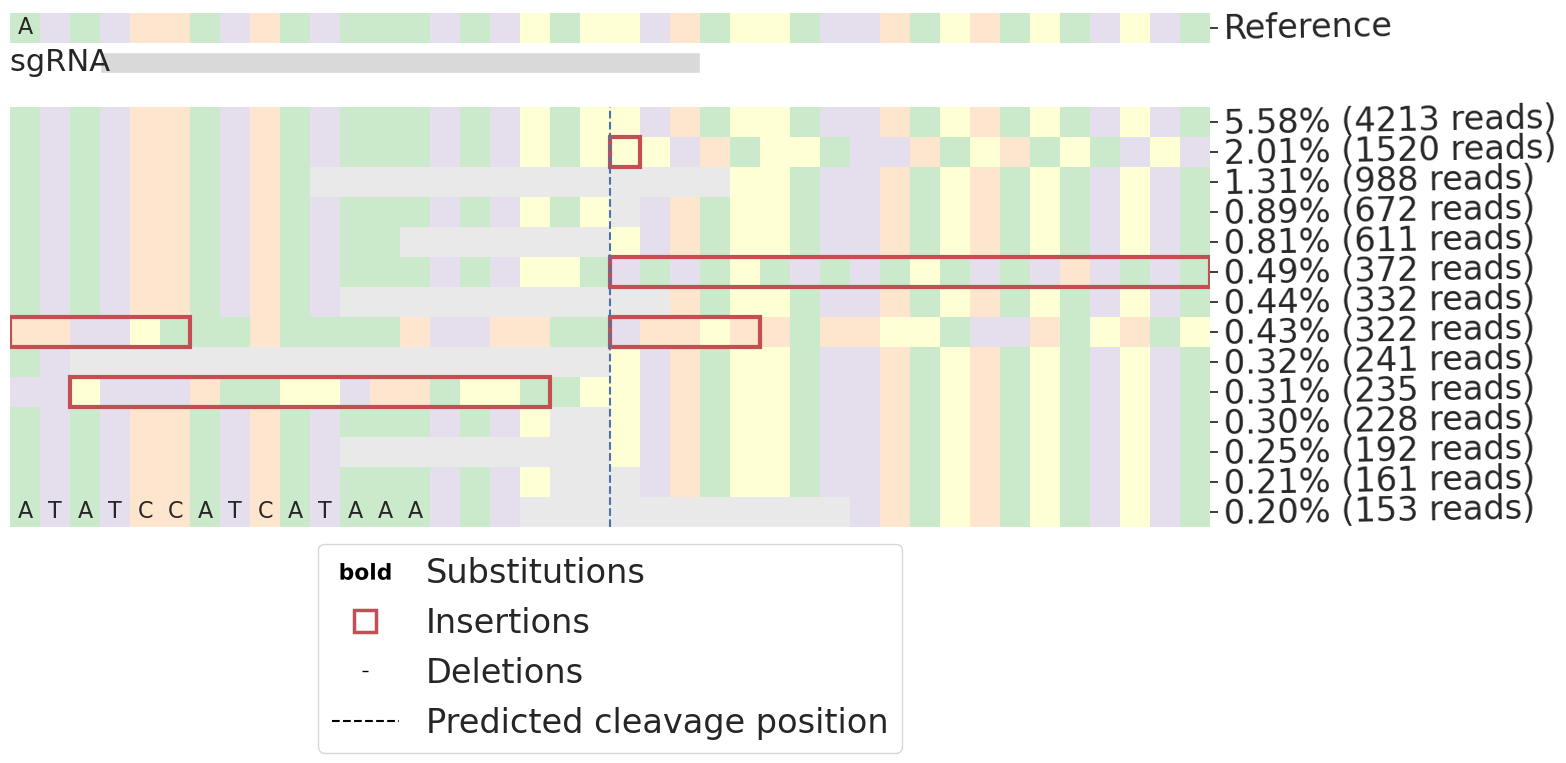 A Reference
sgRNA
5.58% (4213 reads)
2.01% (1520 reads)
1.31% (988 reads)
0.89% (672 reads)
0.81% (611 reads)
0.49% (372 reads)
0.44% (332 reads)
0.43% (322 reads)
0.32% (241 reads)
0.31% (235 reads)
0.30% (228 reads)
0.25% (192 reads)
0.21% (161 reads)
A T A T C C A T C A T A A A 0.20% (153 reads)
bold Substitutions
Insertions
- Deletions
Predicted cleavage position